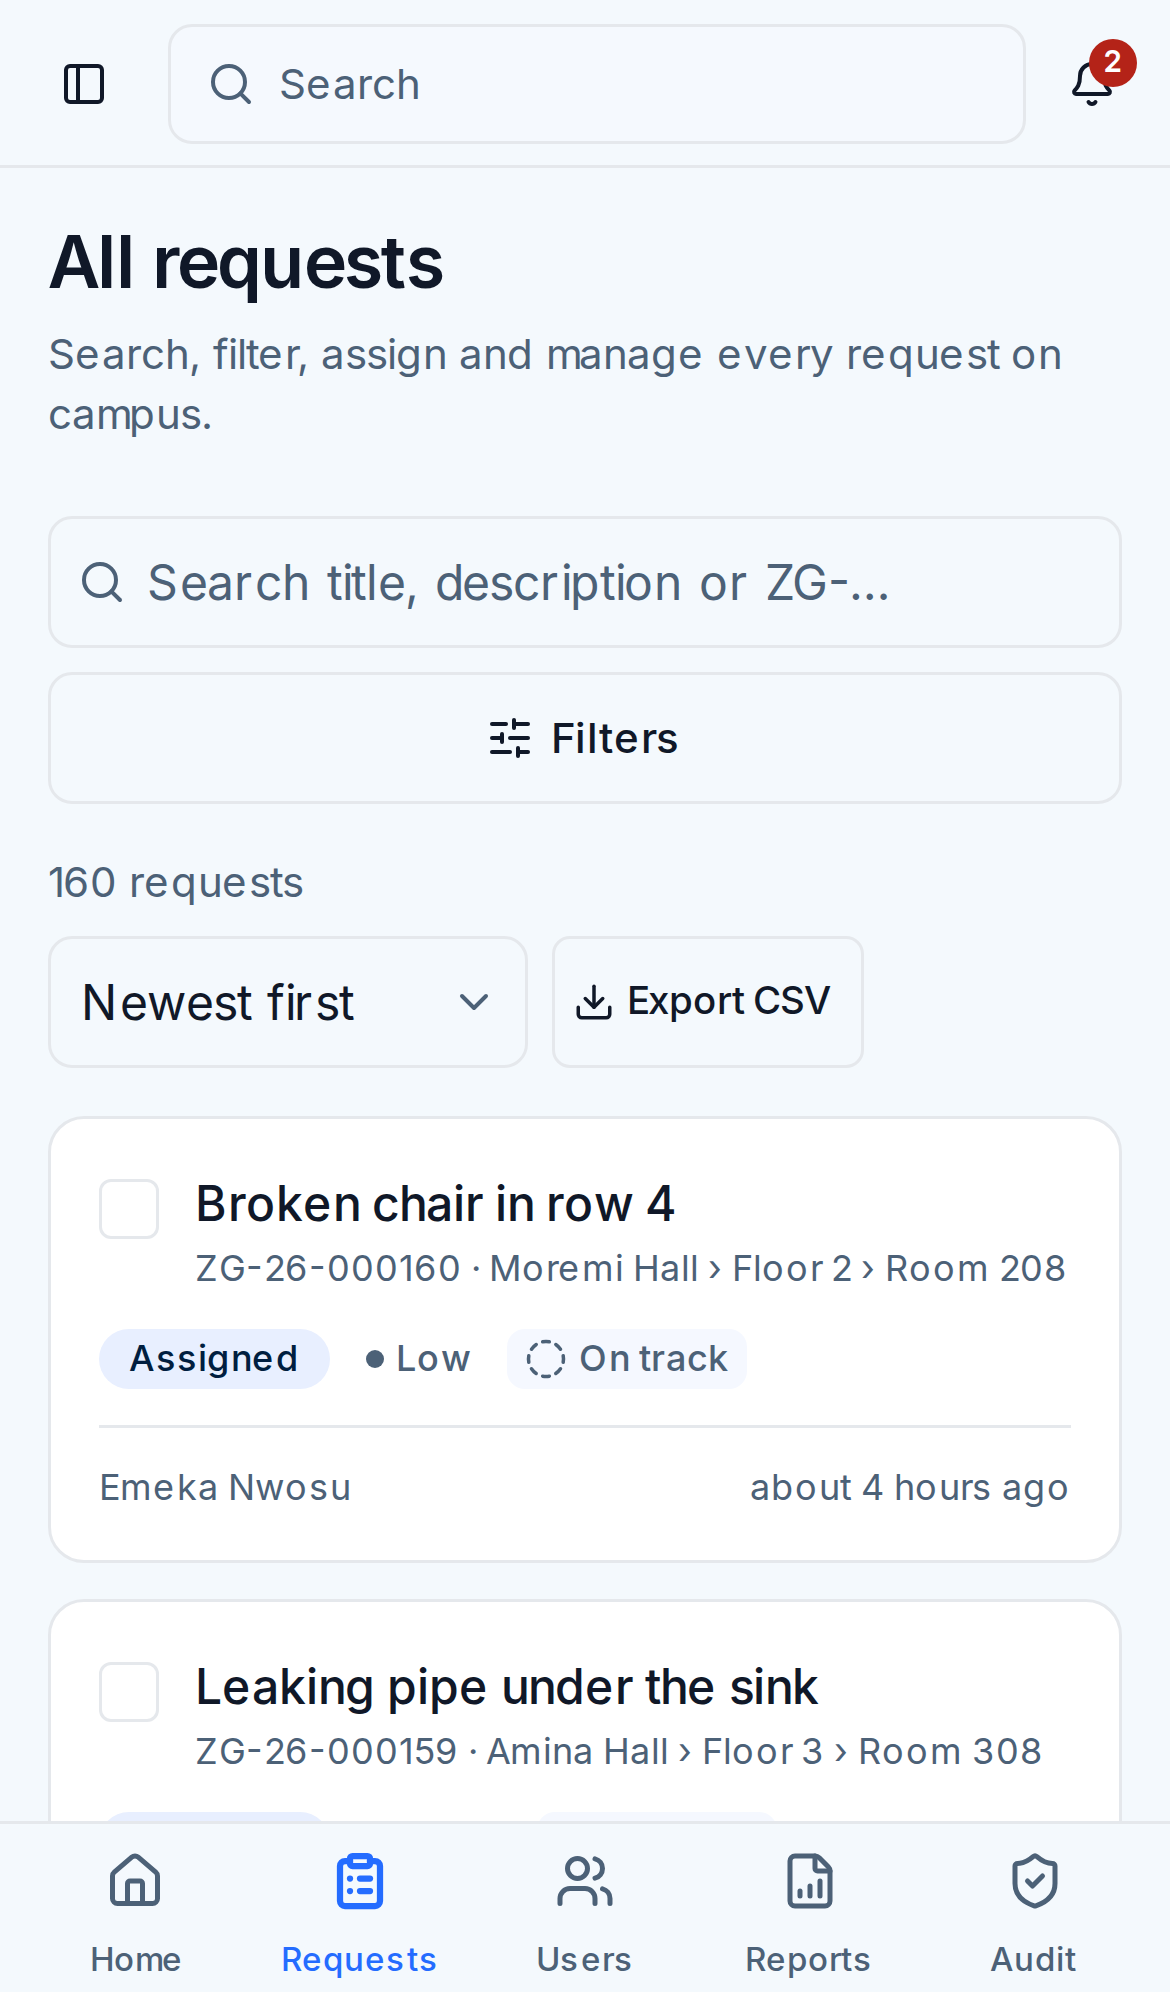 Search
2
All requests
Search, filter, assign and manage every request on
campus.
Search title, description or ZG-...
Filters
160 requests
Newest first
Export CSV
Broken chair in row 4
ZG-26-000160 · Moremi Hall › Floor 2 › Room 208
Assigned
Low
On track
Emeka Nwosu
about 4 hours ago
Leaking pipe under the sink
ZG-26-000159 · Amina Hall › Floor 3 › Room 308
Home
Requests
Users
Reports
Audit